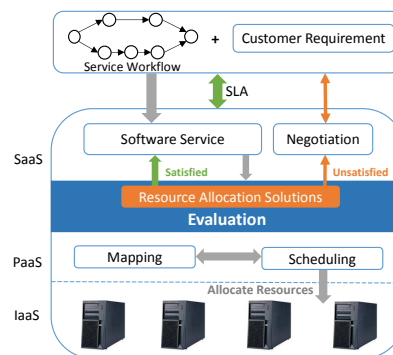 + Customer Requirement
Service Workflow
SLA
Software Service
Negotiation
SaaS
Satisfied
Unsatisfied
Resource Allocation Solutions
Evaluation
PaaS
Mapping
Scheduling
Allocate Resources
IaaS